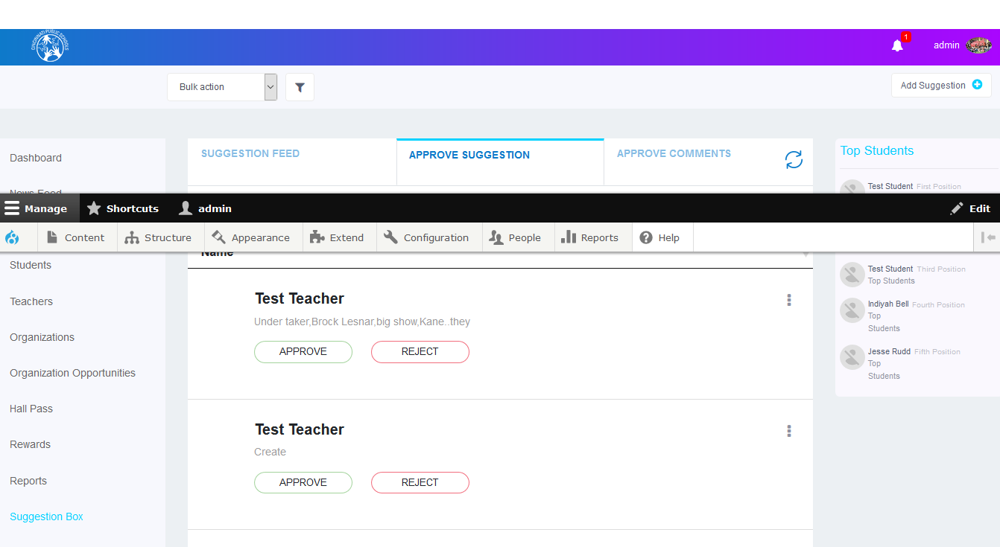 CINCINNATI PUBLIC SCHOOLS
1
admin
Bulk action
Add Suggestion
Dashboard
News Feed
SUGGESTION FEED
APPROVE SUGGESTION
APPROVE COMMENTS
Top Students
Test Student First Position
Manage
Shortcuts
admin
Edit
Content
Structure
Appearance
Extend
Configuration
People
Reports
Help
Name
Students
Teachers
Organizations
Organization Opportunities
Hall Pass
Rewards
Reports
Suggestion Box
Test Teacher
Under taker,Brock Lesnar,big show,Kane..they
APPROVE
REJECT
Test Teacher
Create
APPROVE
REJECT
Test Student Third Position
Top Students
Indiyah Bell Fourth Position
Top
Students
Jesse Rudd Fifth Position
Top
Students